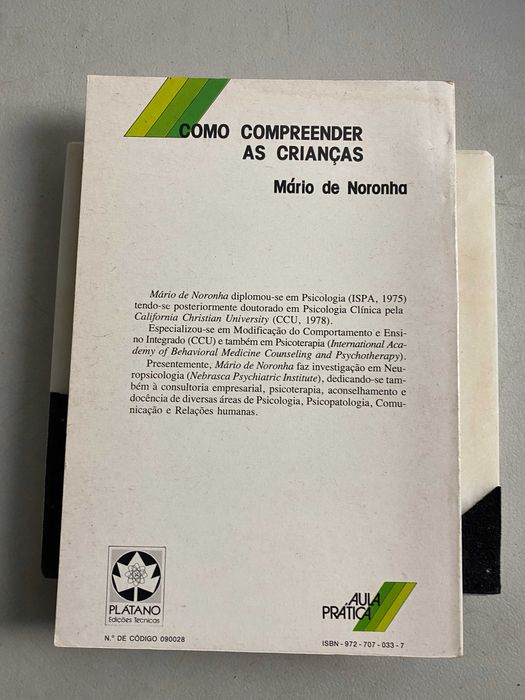 COMO COMPREENDER
AS CRIANÇAS
Mário de Noronha
Mário de Noronha diplomou-se em Psicologia (ISPA, 1975)
tendo-se posteriormente doutorado em Psicologia Clínica pela
California Christian University (CCU, 1978).
Especializou-se em Modificação do Comportamento e Ensi-
no Integrado (CCU) e também em Psicoterapia (International Aca-
demy of Behavioral Medicine Counseling and Psychotherapy).
Presentemente, Mário de Noronha faz investigação em Neu-
ropsicologia (Nebrasca Psychiatric Institute), dedicando-se tam-
bém à consultoria empresarial, psicoterapia, aconselhamento e
docência de diversas áreas de Psicologia, Psicopatologia, Comu-
nicação e Relações humanas.
PLÁTANO
Edições Técnicas
N.º DE CÓDIGO 090028
AULA
PRÁTICA
ISBN - 972 - 707 - 033 - 7